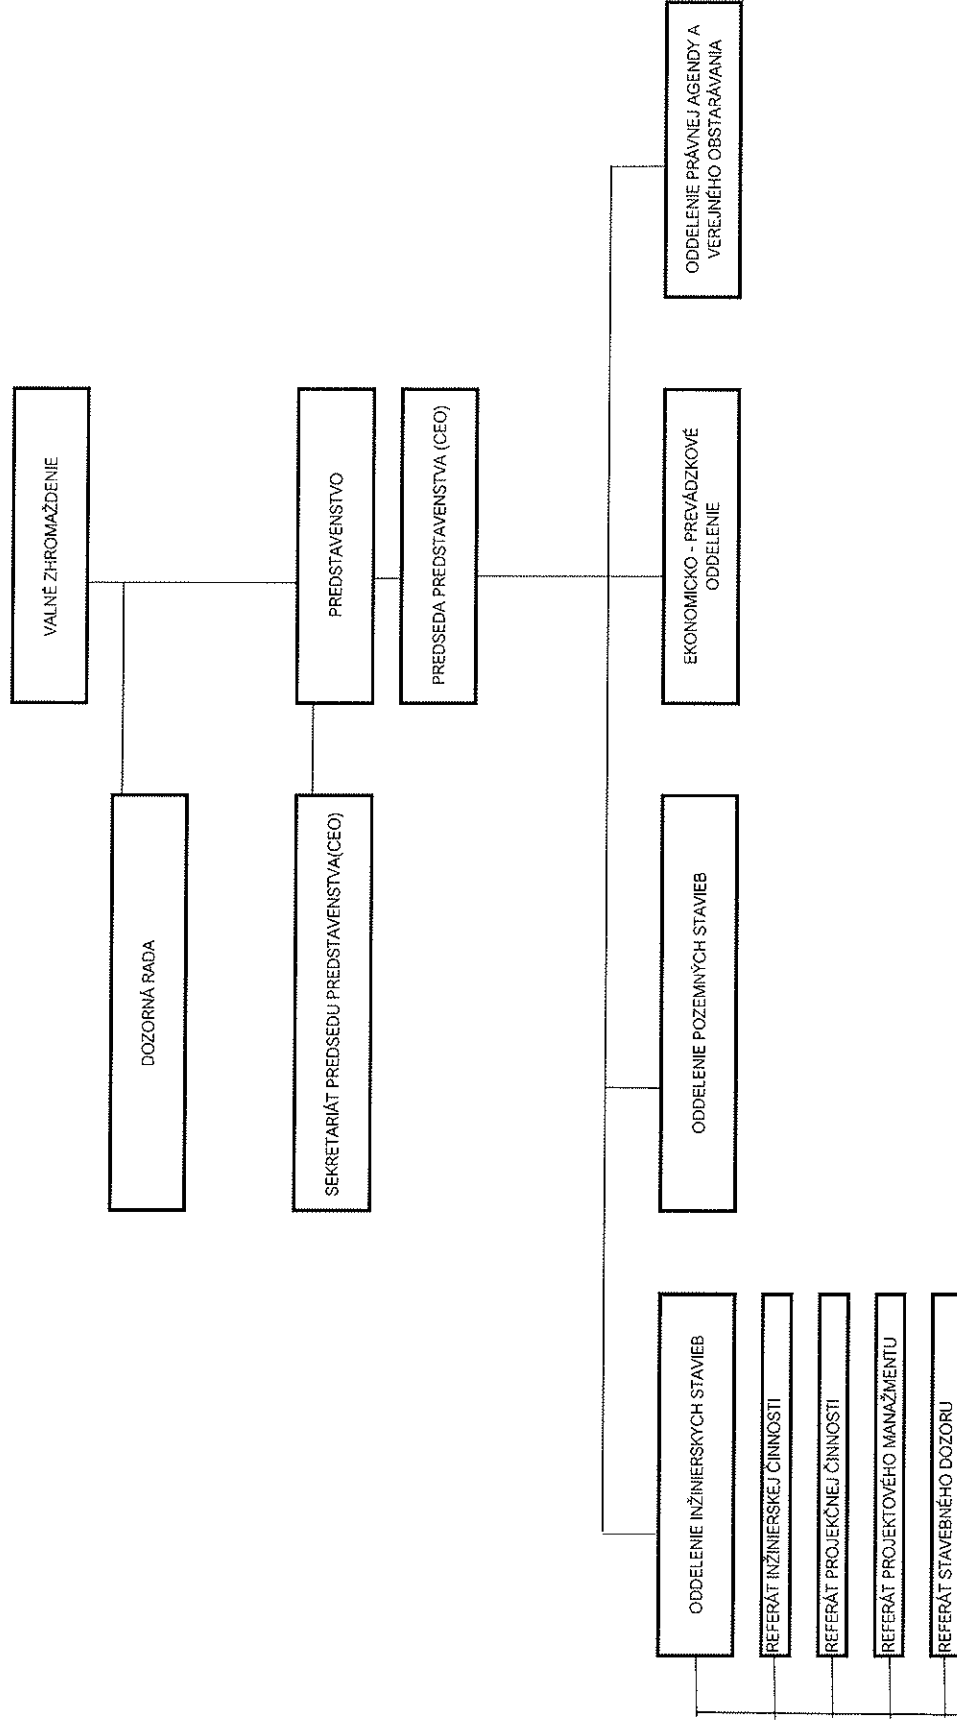 VALNÉ ZHROMAŽDENIE
DOZORNÁ RADA
SEKRETARIÁT PREDSEDU PREDSTAVENSTVA(CEO)
PREDSTAVENSTVO
PREDSEDA PREDSTAVENSTVA (CEO)
ODDELENIE INŽINIERSKYCH STAVIEB
ODDELENIE POZEMNÝCH STAVIEB
EKONOMICKO - PREVÁDZKOVÉ
ODDELENIE
ODDELENIE PRÁVNEJ AGENDY A
VEREJNÉHO OBSTARÁVANIA
REFERÁT INŽINIERSKEJ ČINNOSTI
REFERÁT PROJEKČNEJ ČINNOSTI
REFERÁT PROJEKTOVÉHO MANAŽMENTU
REFERÁT STAVEBNÉHO DOZORU